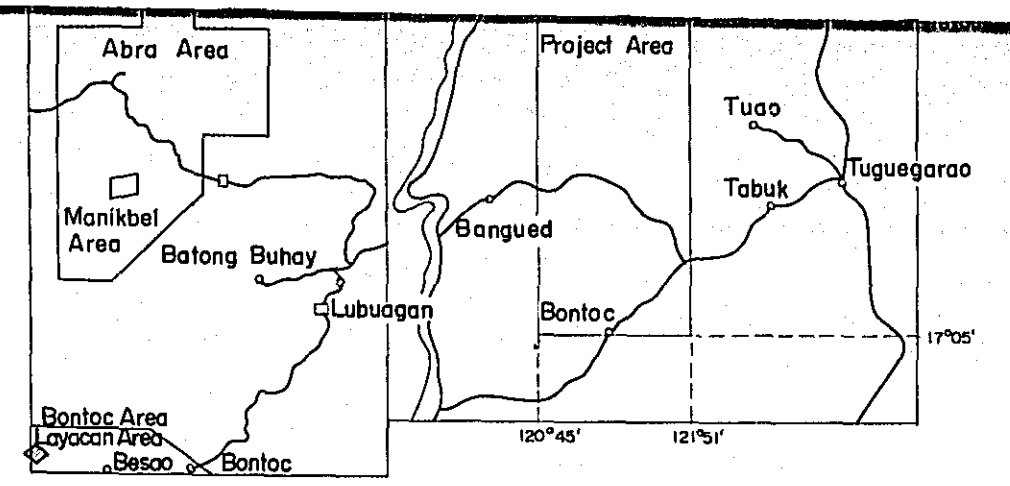 Abra Area
Manikbel
Area
Batong Buhay
Lubuagan
Bontoc Area
Layacan Area
Besao
Bontoc
Project Area
Tuao
Tuguegarao
Tabuk
Bangued
Bontoc
17°05'
120°45'
121°51'